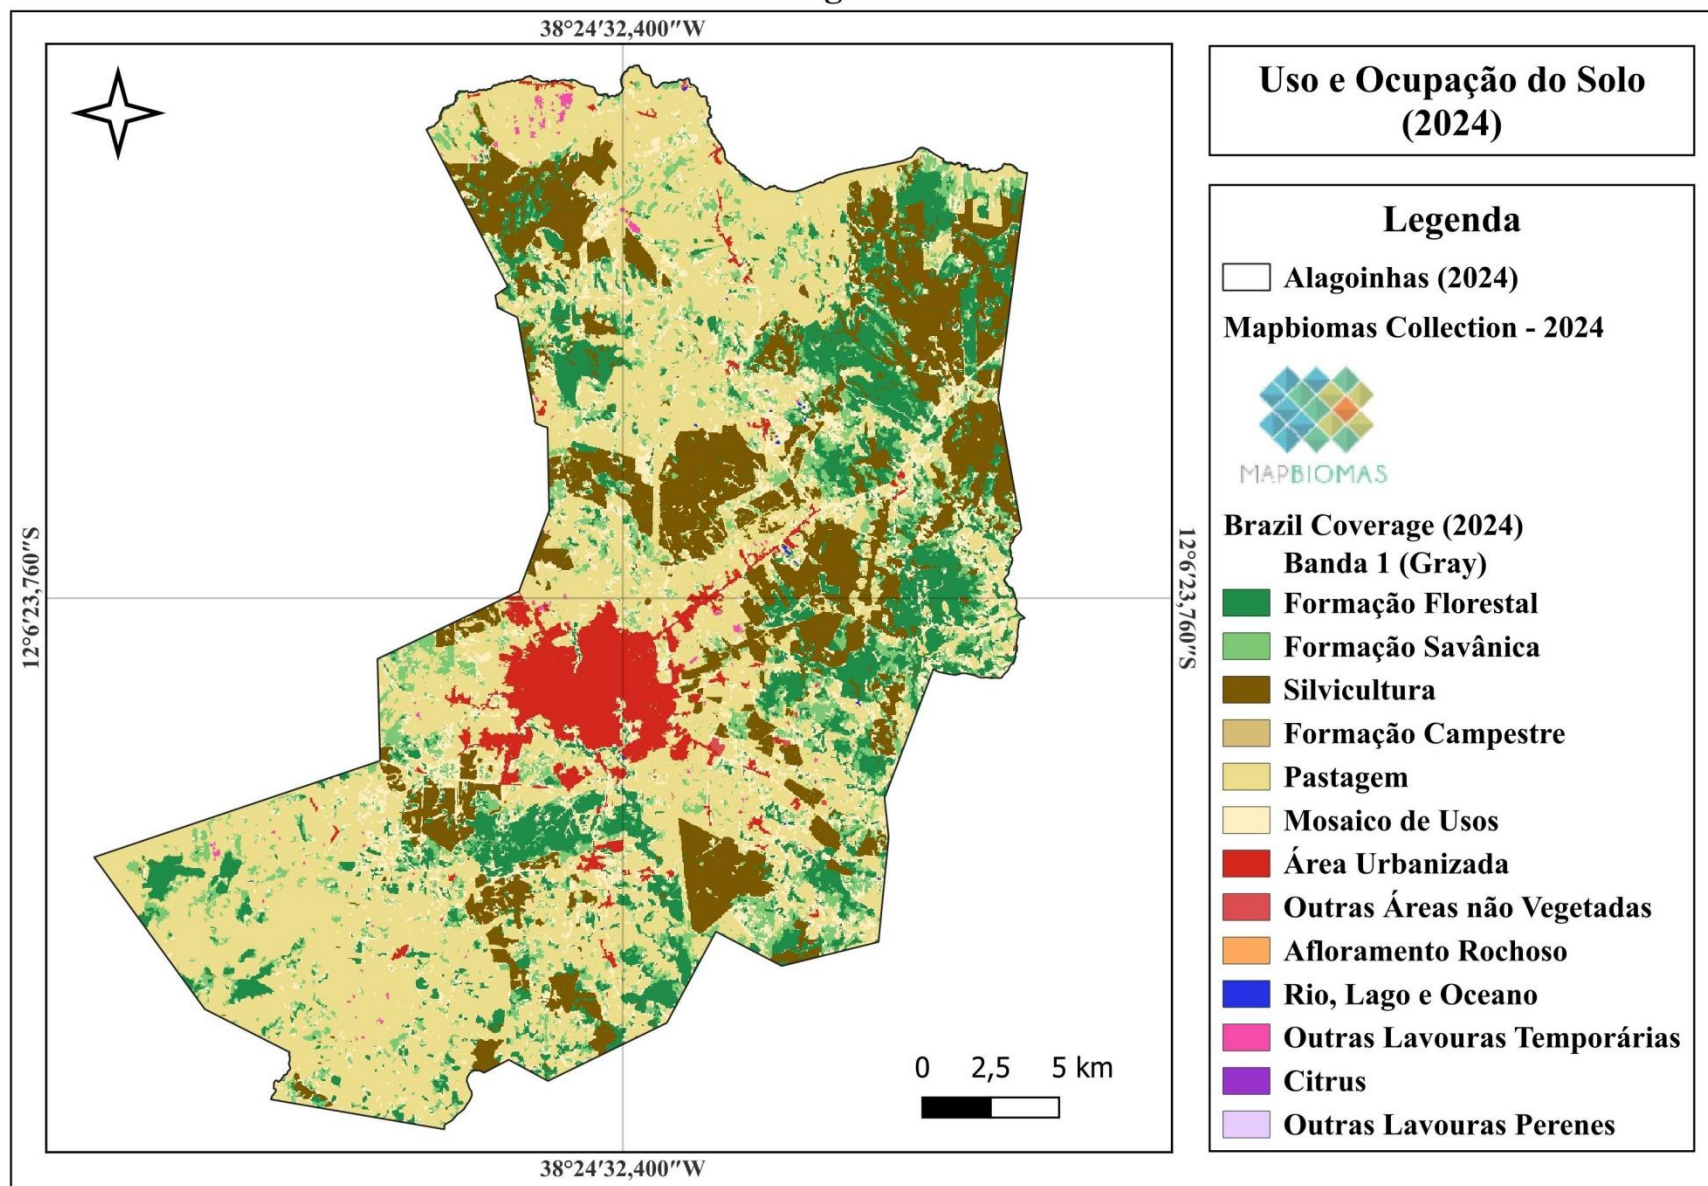 38°24′32,400″W
12°6′23,760″S
12°6′23,760″S
0 2,5 5 km
38°24′32,400″W
Uso e Ocupação do Solo
(2024)
Legenda
Alagoinhas (2024)
Mapbiomas Collection - 2024
MAPBIOMAS
Brazil Coverage (2024)
Banda 1 (Gray)
Formação Florestal
Formação Savânica
Silvicultura
Formação Campestre
Pastagem
Mosaico de Usos
Área Urbanizada
Outras Áreas não Vegetadas
Afloramento Rochoso
Rio, Lago e Oceano
Outras Lavouras Temporárias
Citrus
Outras Lavouras Perenes